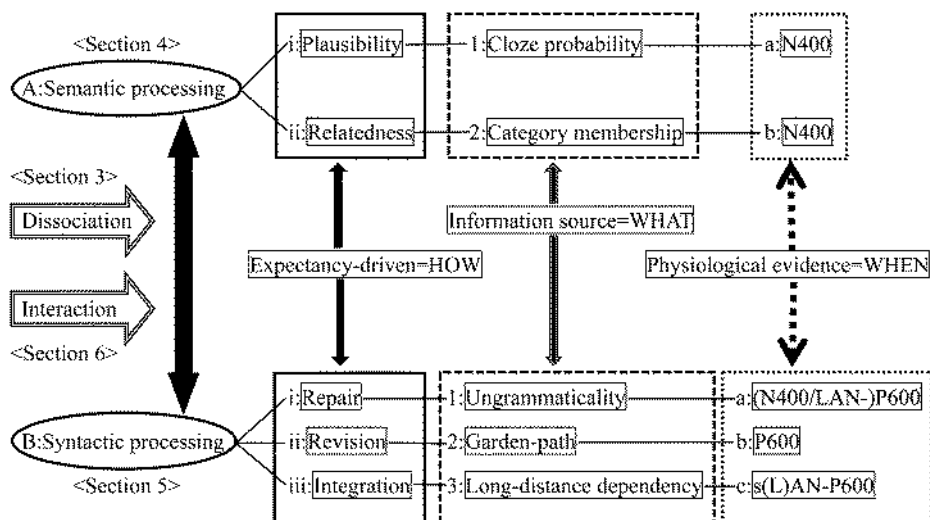 <Section 4>
i:Plausibility 1:Cloze probability a:N400
A:Semantic processing
ii:Relatedness 2:Category membership b:N400
<Section 3>
Dissociation
Information source=WHAT
Expectancy-driven=HOW Physiological evidence=WHEN
Interaction
<Section 6>
i:Repair 1:Ungrammaticality a:(N400/LAN-)P600
B:Syntactic processing ii:Revision 2:Garden-path b:P600
<Section 5> iii:Integration 3:Long-distance dependency c:s(L)AN-P600